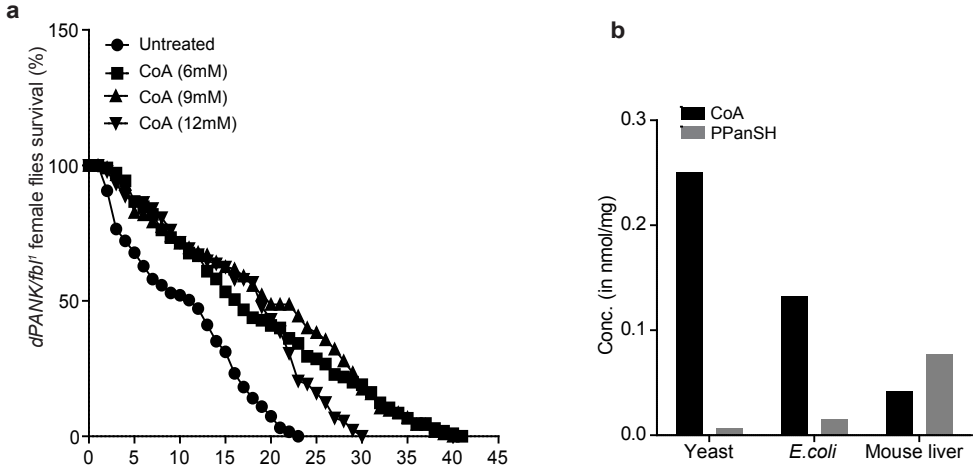 a
150
100
50
0
dPANK/fbl¹ female flies survival (%)
Untreated
CoA (6mM)
CoA (9mM)
CoA (12mM)
0 5 10 15 20 25 30 35 40 45
b
0.3
0.2
0.1
0.0
Conc. (in nmol/mg)
CoA
PPanSH
Yeast E.coli Mouse liver